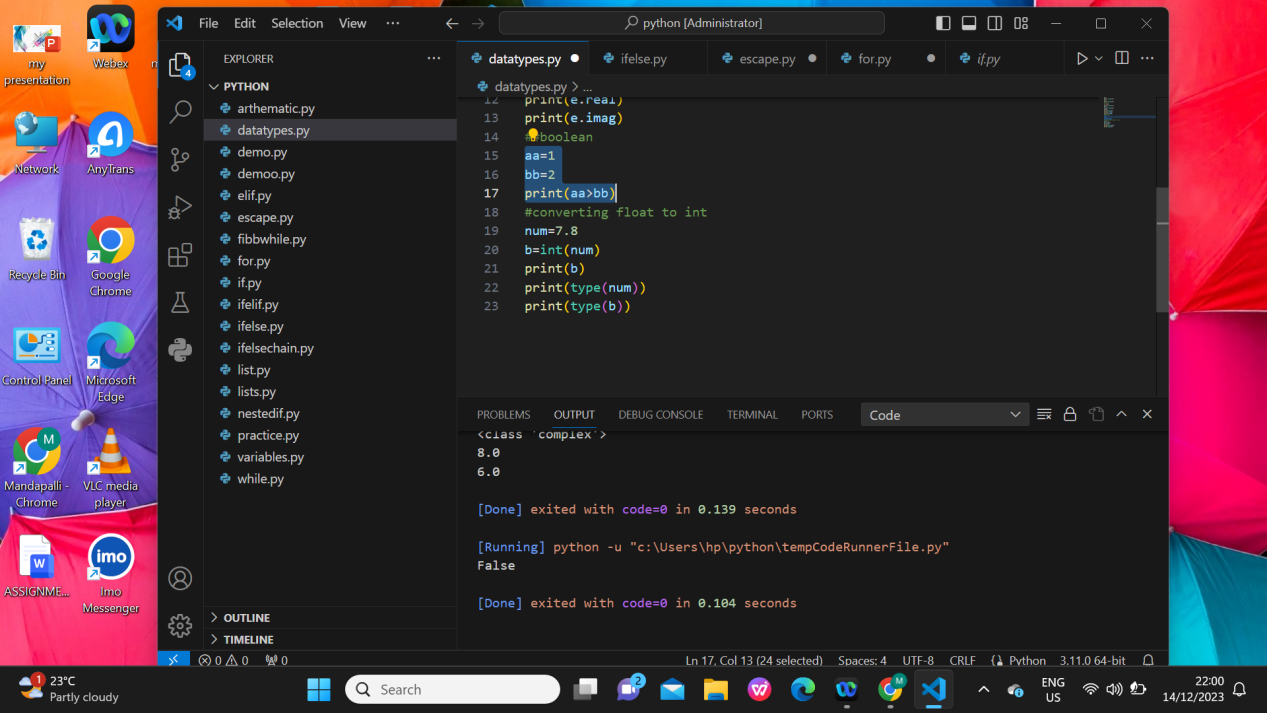 my
presentation
Webex
m
Network
AnyTrans
Recycle Bin
Google
Chrome
Control Panel
Microsoft
Edge
Mandapalli -
Chrome
VLC media
player
ASSIGNME...
Imo
Messenger
File Edit Selection View ...
python [Administrator]
EXPLORER ...
PYTHON
arthematic.py
datatypes.py
demo.py
demoo.py
elif.py
escape.py
fibbwhile.py
for.py
if.py
ifelif.py
ifelse.py
ifelsechain.py
list.py
lists.py
nestedif.py
practice.py
variables.py
while.py
OUTLINE
TIMELINE
datatypes.py ifelse.py escape.py for.py if.py
datatypes.py > ...
12 print(e.real)
13 print(e.imag)
14 ##boolean
15 aa=1
16 bb=2
17 print(aa>bb)
18 #converting float to int
19 num=7.8
20 b=int(num)
21 print(b)
22 print(type(num))
23 print(type(b))
PROBLEMS OUTPUT DEBUG CONSOLE TERMINAL PORTS Code
<class 'complex'>
8.0
6.0
[Done] exited with code=0 in 0.139 seconds
[Running] python -u "c:\Users\hp\python\tempCodeRunnerFile.py"
False
[Done] exited with code=0 in 0.104 seconds
4
0 0 0 Ln 17, Col 13 (24 selected) Spaces: 4 UTF-8 CRLF Python 3.11.0 64-bit
1
23°C
Partly cloudy
Search
2
M
ENG
US
22:00
14/12/2023
P
M
W
imo